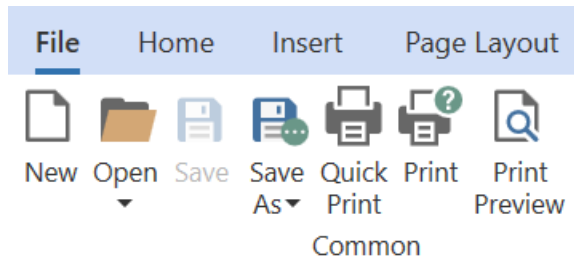 File Home Insert Page Layout
New Open Save Save As Quick Print Print Print Preview
Common